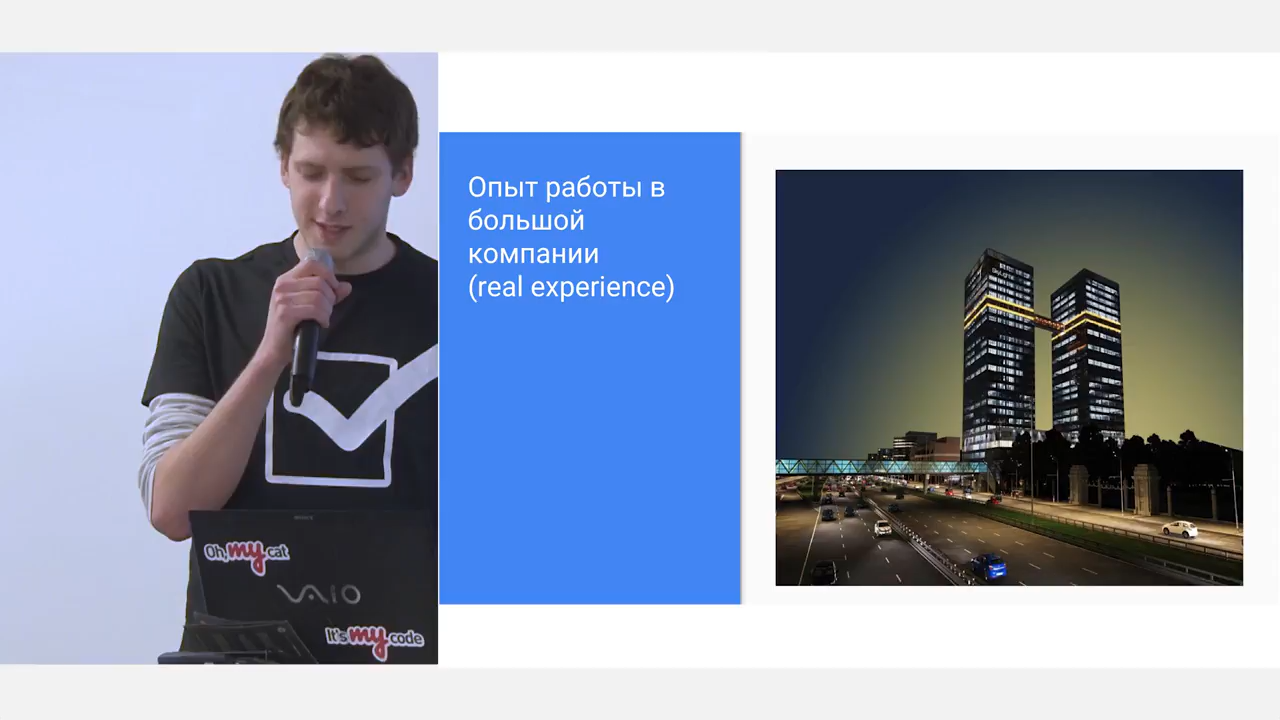 Опыт работы в
большой
компании
(real experience)
Oh, my cat
VAIO
It's my code